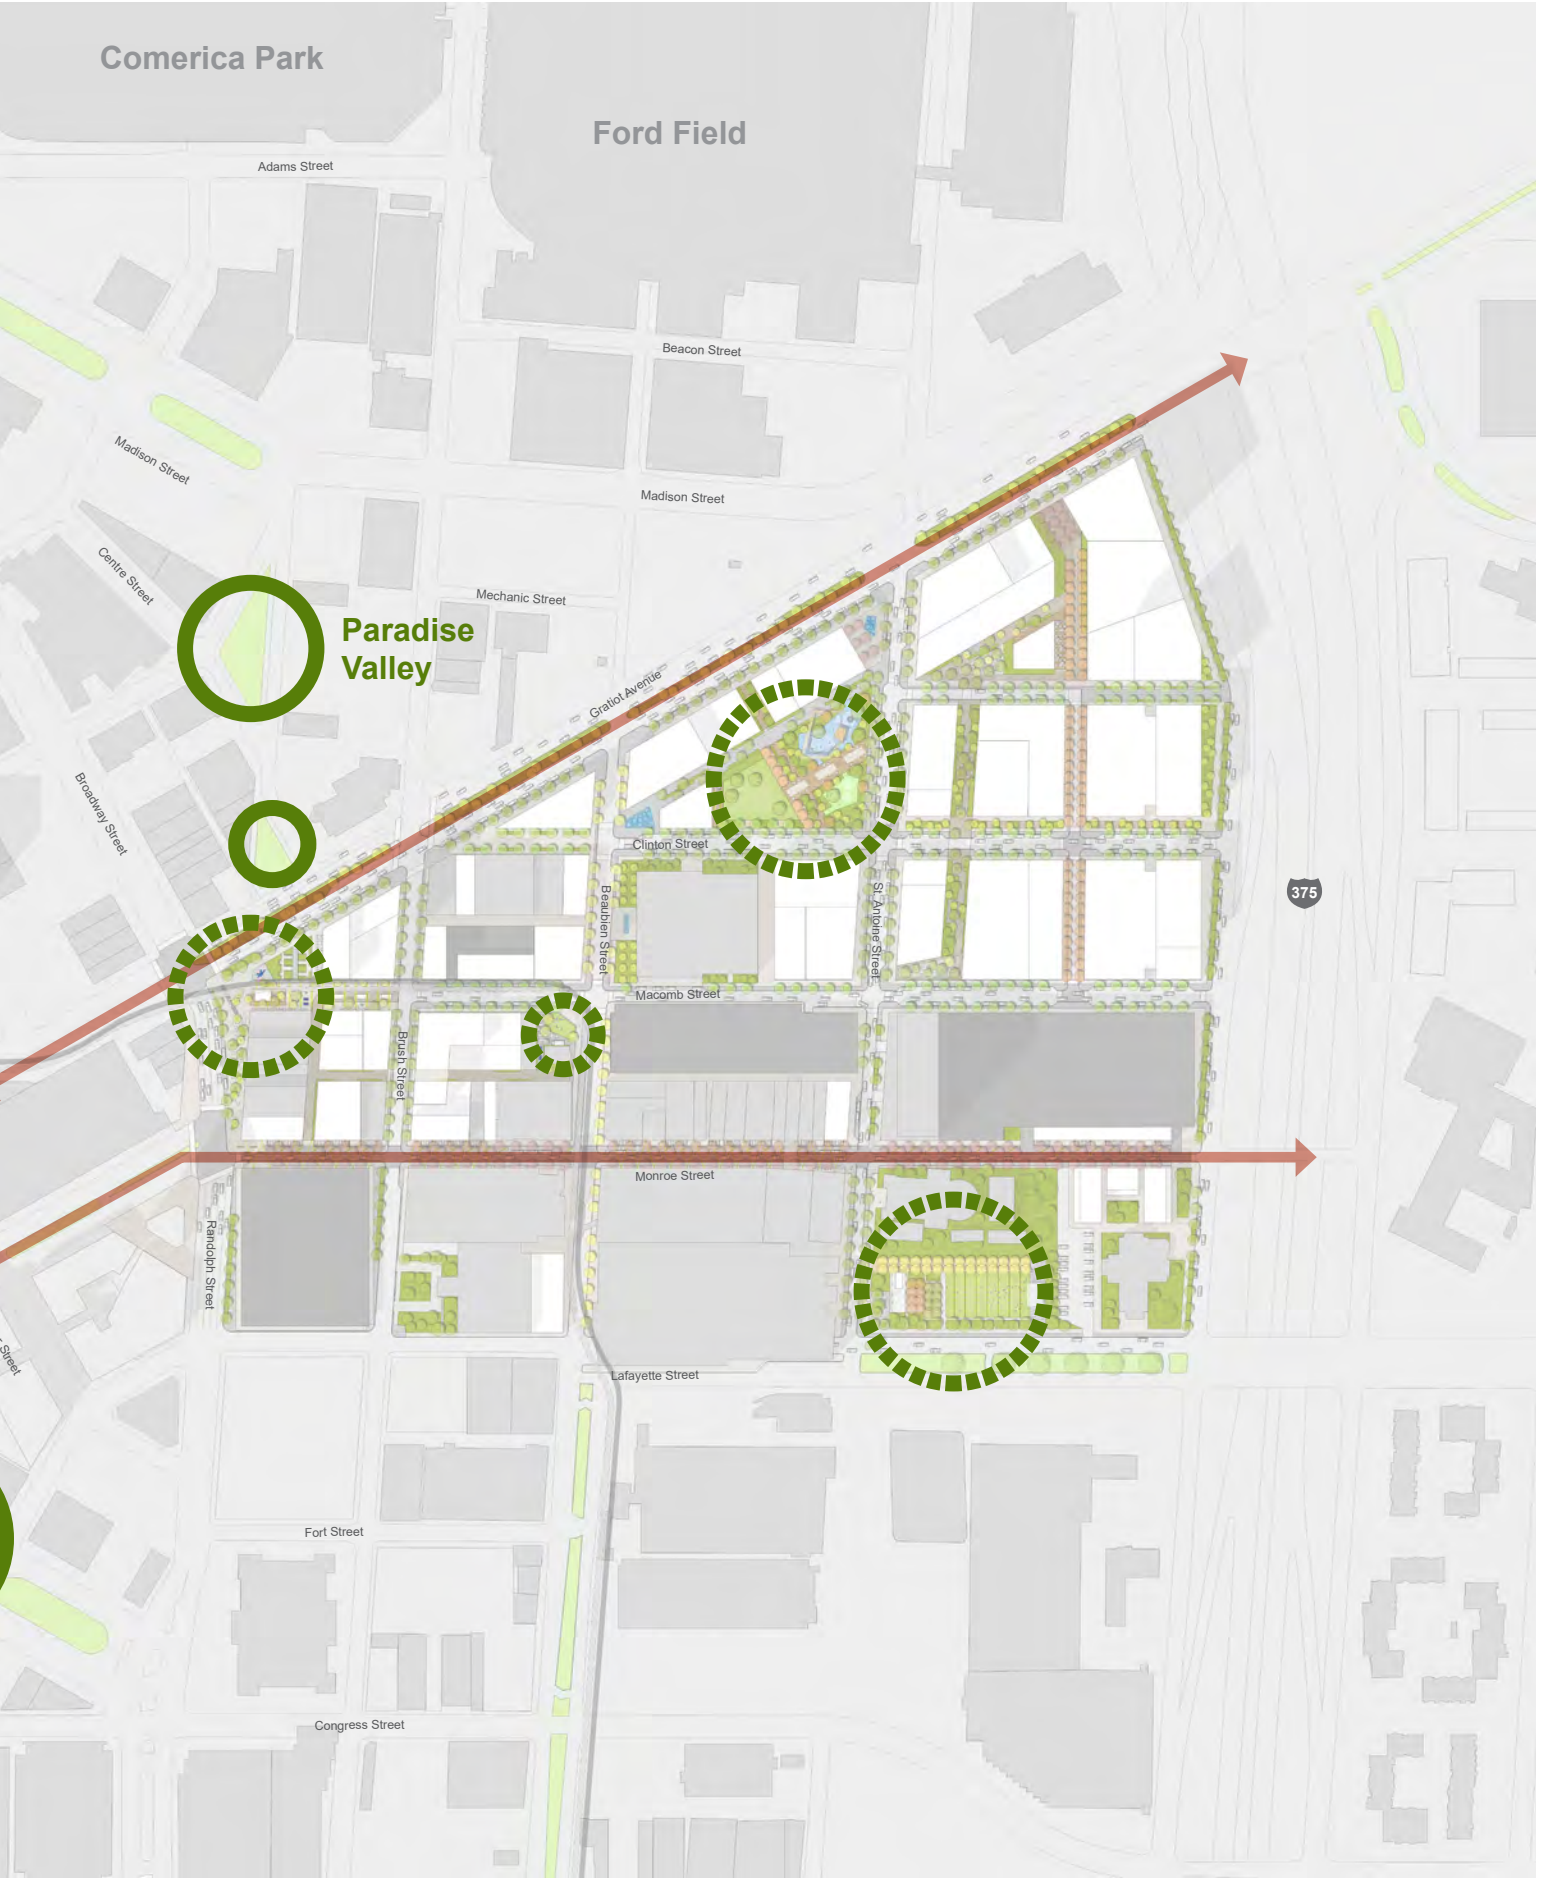 Comerica Park
Ford Field
Adams Street
Beacon Street
Madison Street
Madison Street
Centre Street
Mechanic Street
Paradise
Valley
Gratiot Avenue
Broadway Street
Clinton Street
Beaubien Street
St. Antoine Street
375
Macomb Street
Brush Street
Monroe Street
Randolph Street
Street
Lafayette Street
Fort Street
Congress Street